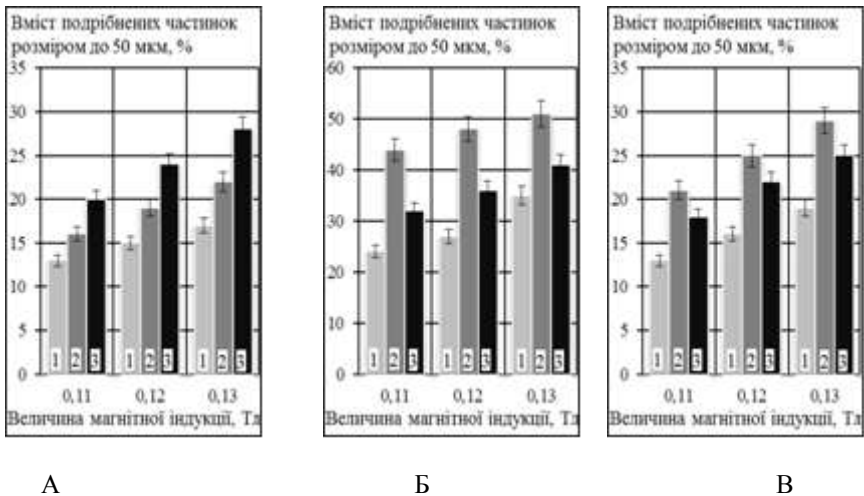 Вміст подрібнених частинок
розміром до 50 мкм, %
35
30
25
20
15
10
5
0
1 2 3 1 2 3 1 2 3
0,11 0,12 0,13
Величина магнітної індукції, Тл
А
Вміст подрібнених частинок
розміром до 50 мкм, %
60
50
40
30
20
10
0
1 2 3 1 2 3 1 2 3
0,11 0,12 0,13
Величина магнітної індукції, Тл
Б
Вміст подрібнених частинок
розміром до 50 мкм, %
35
30
25
20
15
10
5
0
1 2 3 1 2 3 1 2 3
0,11 0,12 0,13
Величина магнітної індукції, Тл
В